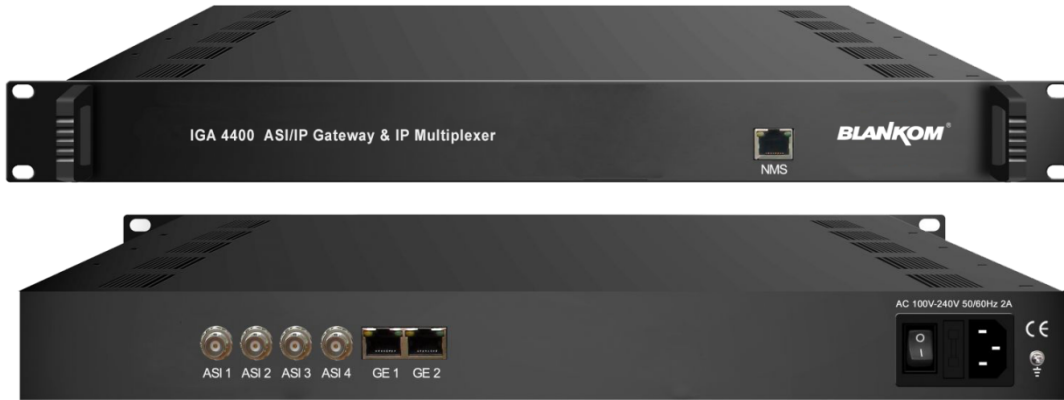 IGA 4400 ASI/IP Gateway & IP Multiplexer
BLANKOM®
NMS
AC 100V-240V 50/60Hz 2A
CE
O
I
ASI 1 ASI 2 ASI 3 ASI 4 GE 1 GE 2